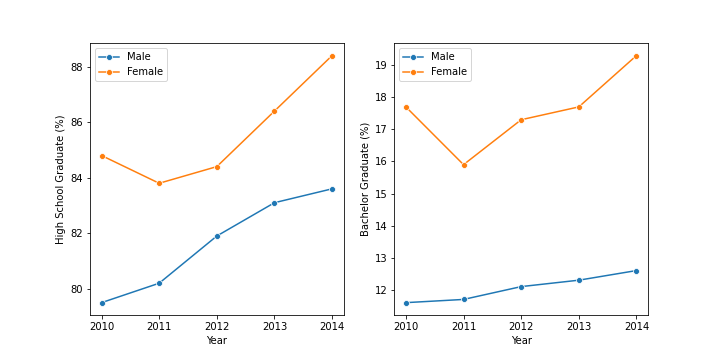 Male
Female
High School Graduate (%)
88
86
84
82
80
2010 2011 2012 2013 2014
Year
Male
Female
Bachelor Graduate (%)
19
18
17
16
15
14
13
12
2010 2011 2012 2013 2014
Year